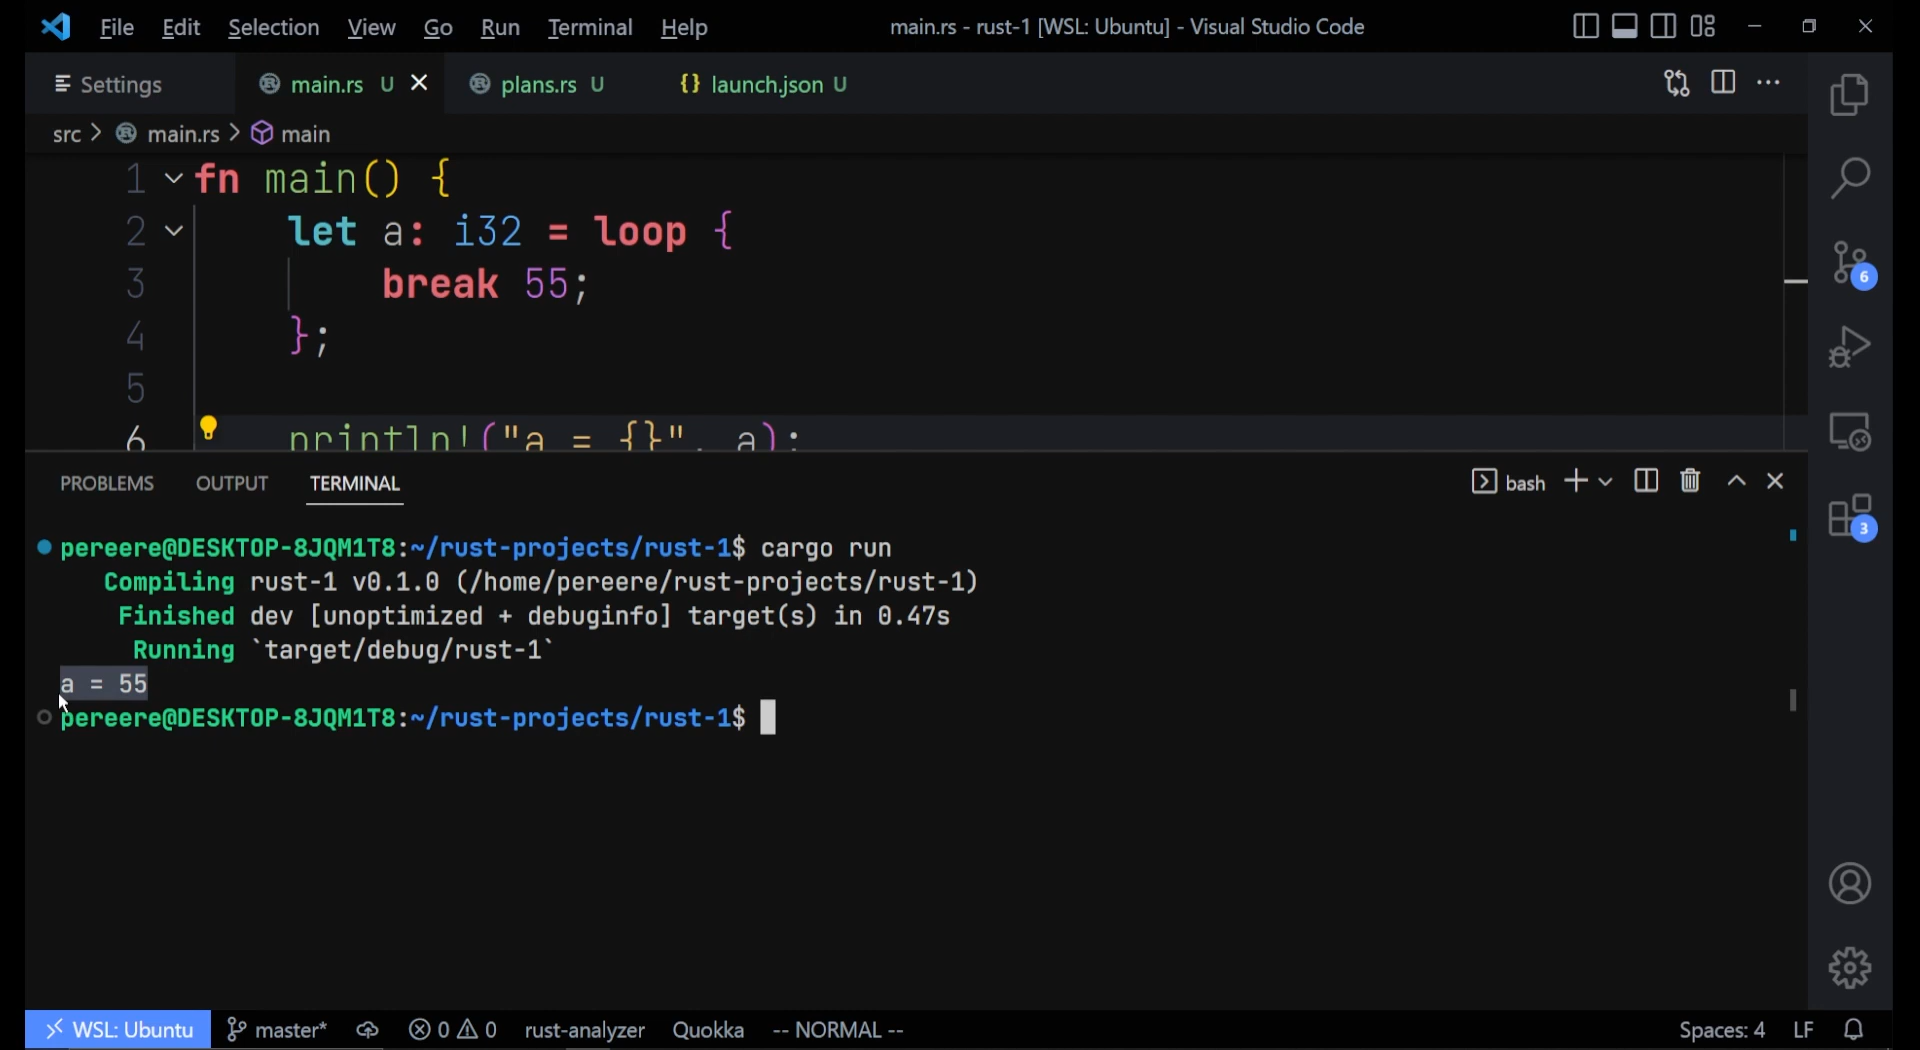 File Edit Selection View Go Run Terminal Help main.rs - rust-1 [WSL: Ubuntu] - Visual Studio Code
Settings main.rs U plans.rs U {} launch.json U
src > main.rs > main
1 fn main() {
2 let a: i32 = loop {
3 break 55;
4 };
5
6 println!("a = {}", a);
PROBLEMS OUTPUT TERMINAL bash
pereere@DESKTOP-8JQM1T8:~/rust-projects/rust-1$ cargo run
Compiling rust-1 v0.1.0 (/home/pereere/rust-projects/rust-1)
Finished dev [unoptimized + debuginfo] target(s) in 0.47s
Running `target/debug/rust-1`
a = 55
pereere@DESKTOP-8JQM1T8:~/rust-projects/rust-1$
6
3
WSL: Ubuntu master* 0 0 rust-analyzer Quokka -- NORMAL -- Spaces: 4 LF